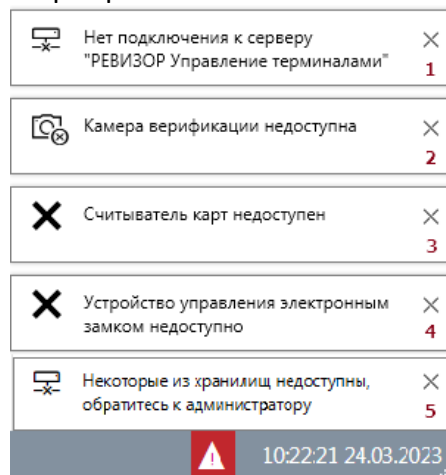 Нет подключения к серверу
"РЕВИЗОР Управление терминалами"
1
Камера верификации недоступна
2
Считыватель карт недоступен
3
Устройство управления электронным
замком недоступно
4
Некоторые из хранилищ недоступны,
обратитесь к администратору
5
10:22:21 24.03.2023